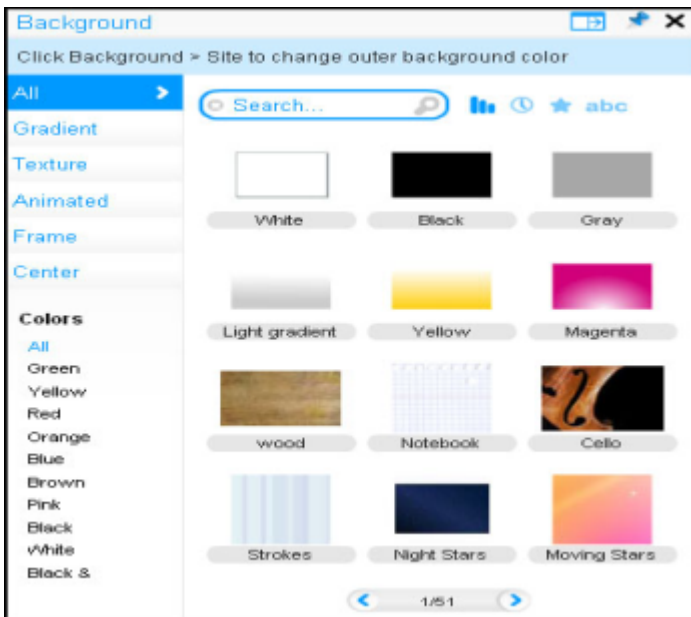 Background
Click Background > Site to change outer background color
All
Gradient
Texture
Animated
Frame
Center
Colors
All
Green
Yellow
Red
Orange
Blue
Brown
Pink
Black
White
Black &
Search...
abc
White Black Gray
Light gradient Yellow Magenta
wood Notebook Cello
Strokes Night Stars Moving Stars
1/51